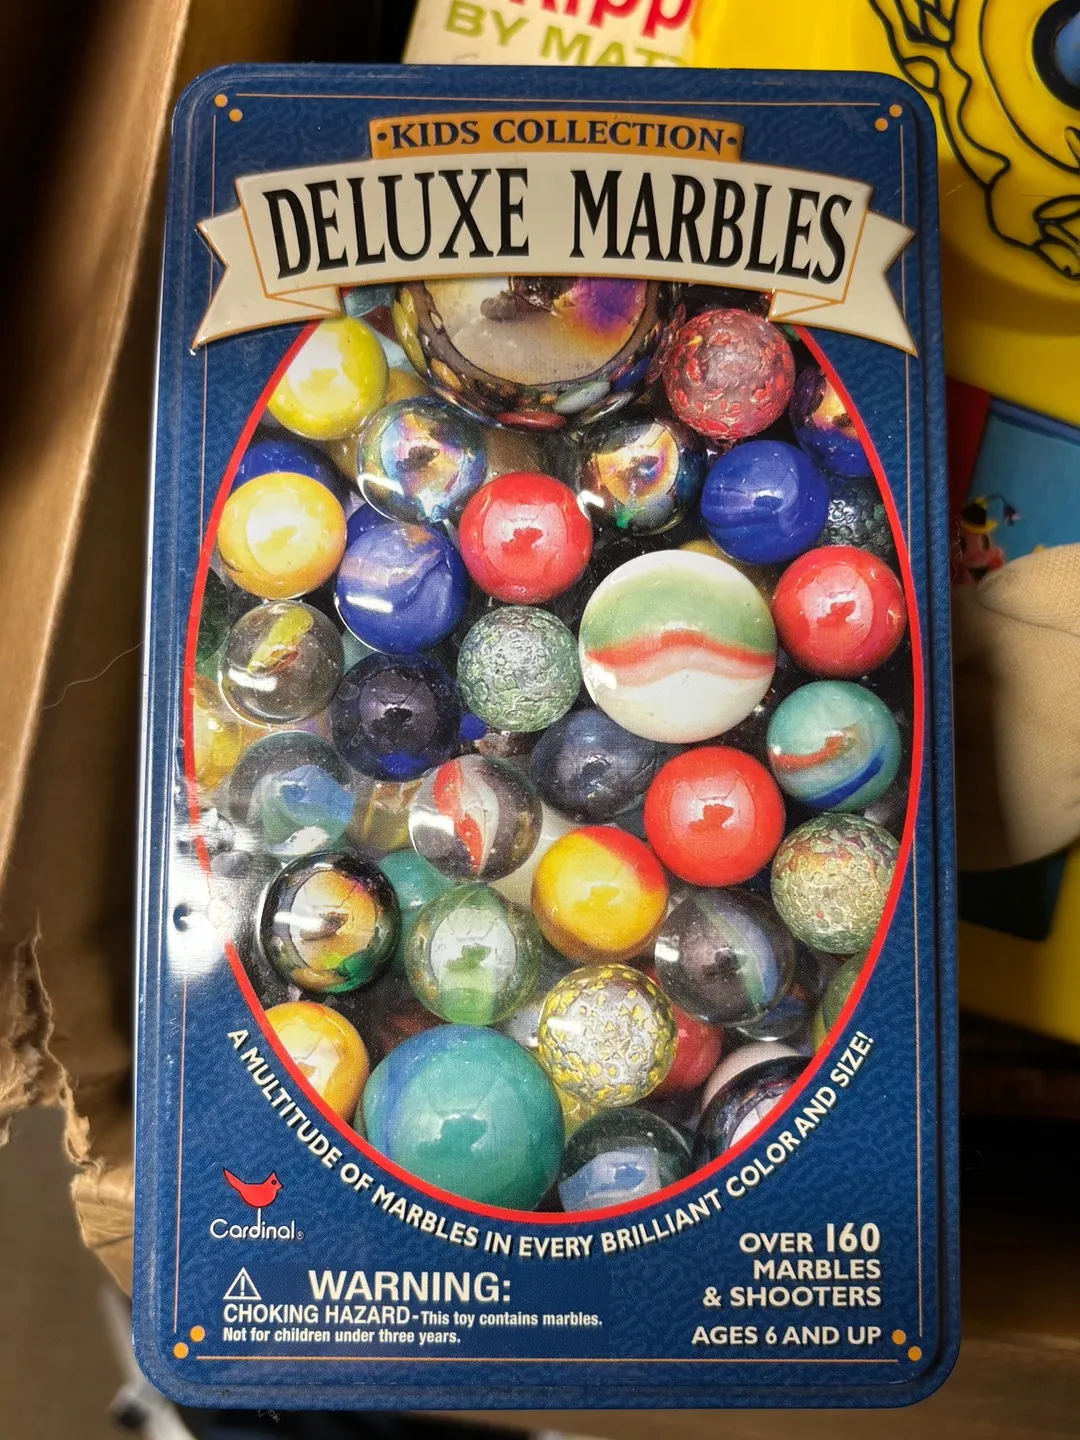 BY MAT
•KIDS COLLECTION•
DELUXE MARBLES
A MULTITUDE OF MARBLES IN EVERY BRILLIANT COLOR AND SIZE!
Cardinal®
WARNING:
CHOKING HAZARD-This toy contains marbles.
Not for children under three years.
OVER 160
MARBLES
& SHOOTERS
AGES 6 AND UP